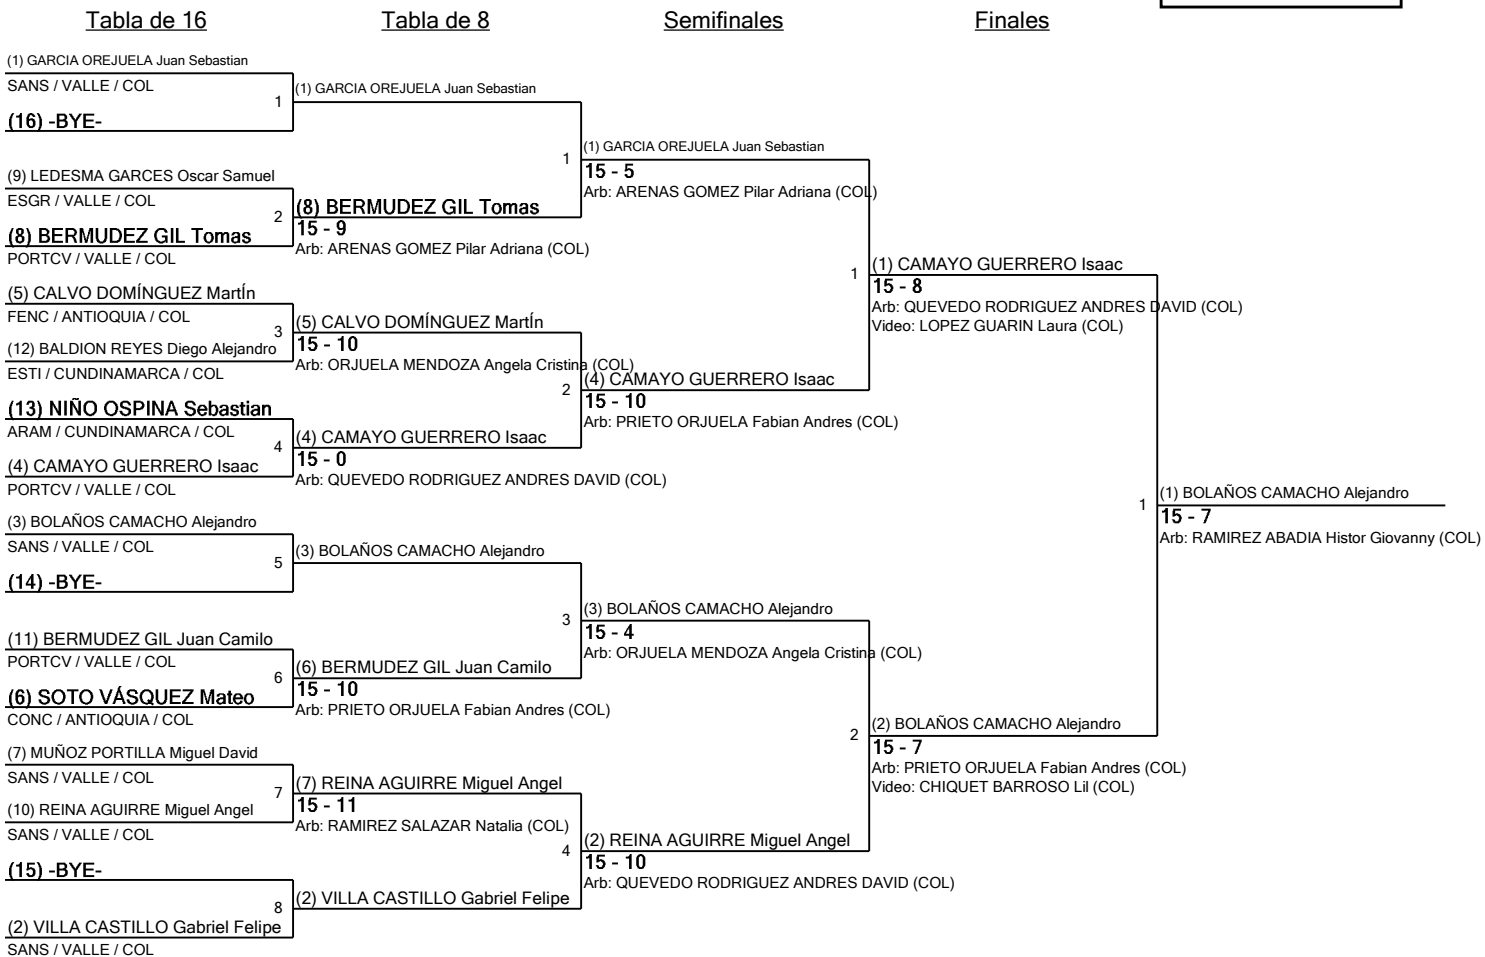 Tabla de 16
Tabla de 8
Semifinales
Finales
(1) GARCIA OREJUELA Juan Sebastian
SANS / VALLE / COL
1
(16) -BYE-
(9) LEDESMA GARCES Oscar Samuel
ESGR / VALLE / COL
2
(8) BERMUDEZ GIL Tomas
PORTCV / VALLE / COL
(5) CALVO DOMÍNGUEZ MartÍn
FENC / ANTIOQUIA / COL
3
(12) BALDION REYES Diego Alejandro
ESTI / CUNDINAMARCA / COL
(13) NIÑO OSPINA Sebastian
ARAM / CUNDINAMARCA / COL
4
(4) CAMAYO GUERRERO Isaac
PORTCV / VALLE / COL
(3) BOLAÑOS CAMACHO Alejandro
SANS / VALLE / COL
5
(14) -BYE-
(11) BERMUDEZ GIL Juan Camilo
PORTCV / VALLE / COL
6
(6) SOTO VÁSQUEZ Mateo
CONC / ANTIOQUIA / COL
(7) MUÑOZ PORTILLA Miguel David
SANS / VALLE / COL
7
(10) REINA AGUIRRE Miguel Angel
SANS / VALLE / COL
(15) -BYE-
8
(2) VILLA CASTILLO Gabriel Felipe
SANS / VALLE / COL
(1) GARCIA OREJUELA Juan Sebastian
1
(8) BERMUDEZ GIL Tomas
15 - 9
Arb: ARENAS GOMEZ Pilar Adriana (COL)
(5) CALVO DOMÍNGUEZ MartÍn
15 - 10
Arb: ORJUELA MENDOZA Angela Cristina (COL)
2
(4) CAMAYO GUERRERO Isaac
15 - 0
Arb: QUEVEDO RODRIGUEZ ANDRES DAVID (COL)
(3) BOLAÑOS CAMACHO Alejandro
3
(6) BERMUDEZ GIL Juan Camilo
15 - 10
Arb: PRIETO ORJUELA Fabian Andres (COL)
(7) REINA AGUIRRE Miguel Angel
15 - 11
Arb: RAMIREZ SALAZAR Natalia (COL)
4
(2) VILLA CASTILLO Gabriel Felipe
(1) GARCIA OREJUELA Juan Sebastian
15 - 5
Arb: ARENAS GOMEZ Pilar Adriana (COL)
1
(4) CAMAYO GUERRERO Isaac
15 - 10
Arb: PRIETO ORJUELA Fabian Andres (COL)
(3) BOLAÑOS CAMACHO Alejandro
15 - 4
Arb: ORJUELA MENDOZA Angela Cristina (COL)
2
(2) REINA AGUIRRE Miguel Angel
15 - 10
Arb: QUEVEDO RODRIGUEZ ANDRES DAVID (COL)
(1) CAMAYO GUERRERO Isaac
15 - 8
Arb: QUEVEDO RODRIGUEZ ANDRES DAVID (COL)
Video: LOPEZ GUARIN Laura (COL)
1
(2) BOLAÑOS CAMACHO Alejandro
15 - 7
Arb: PRIETO ORJUELA Fabian Andres (COL)
Video: CHIQUET BARROSO Lil (COL)
(1) BOLAÑOS CAMACHO Alejandro
15 - 7
Arb: RAMIREZ ABADIA Histor Giovanny (COL)